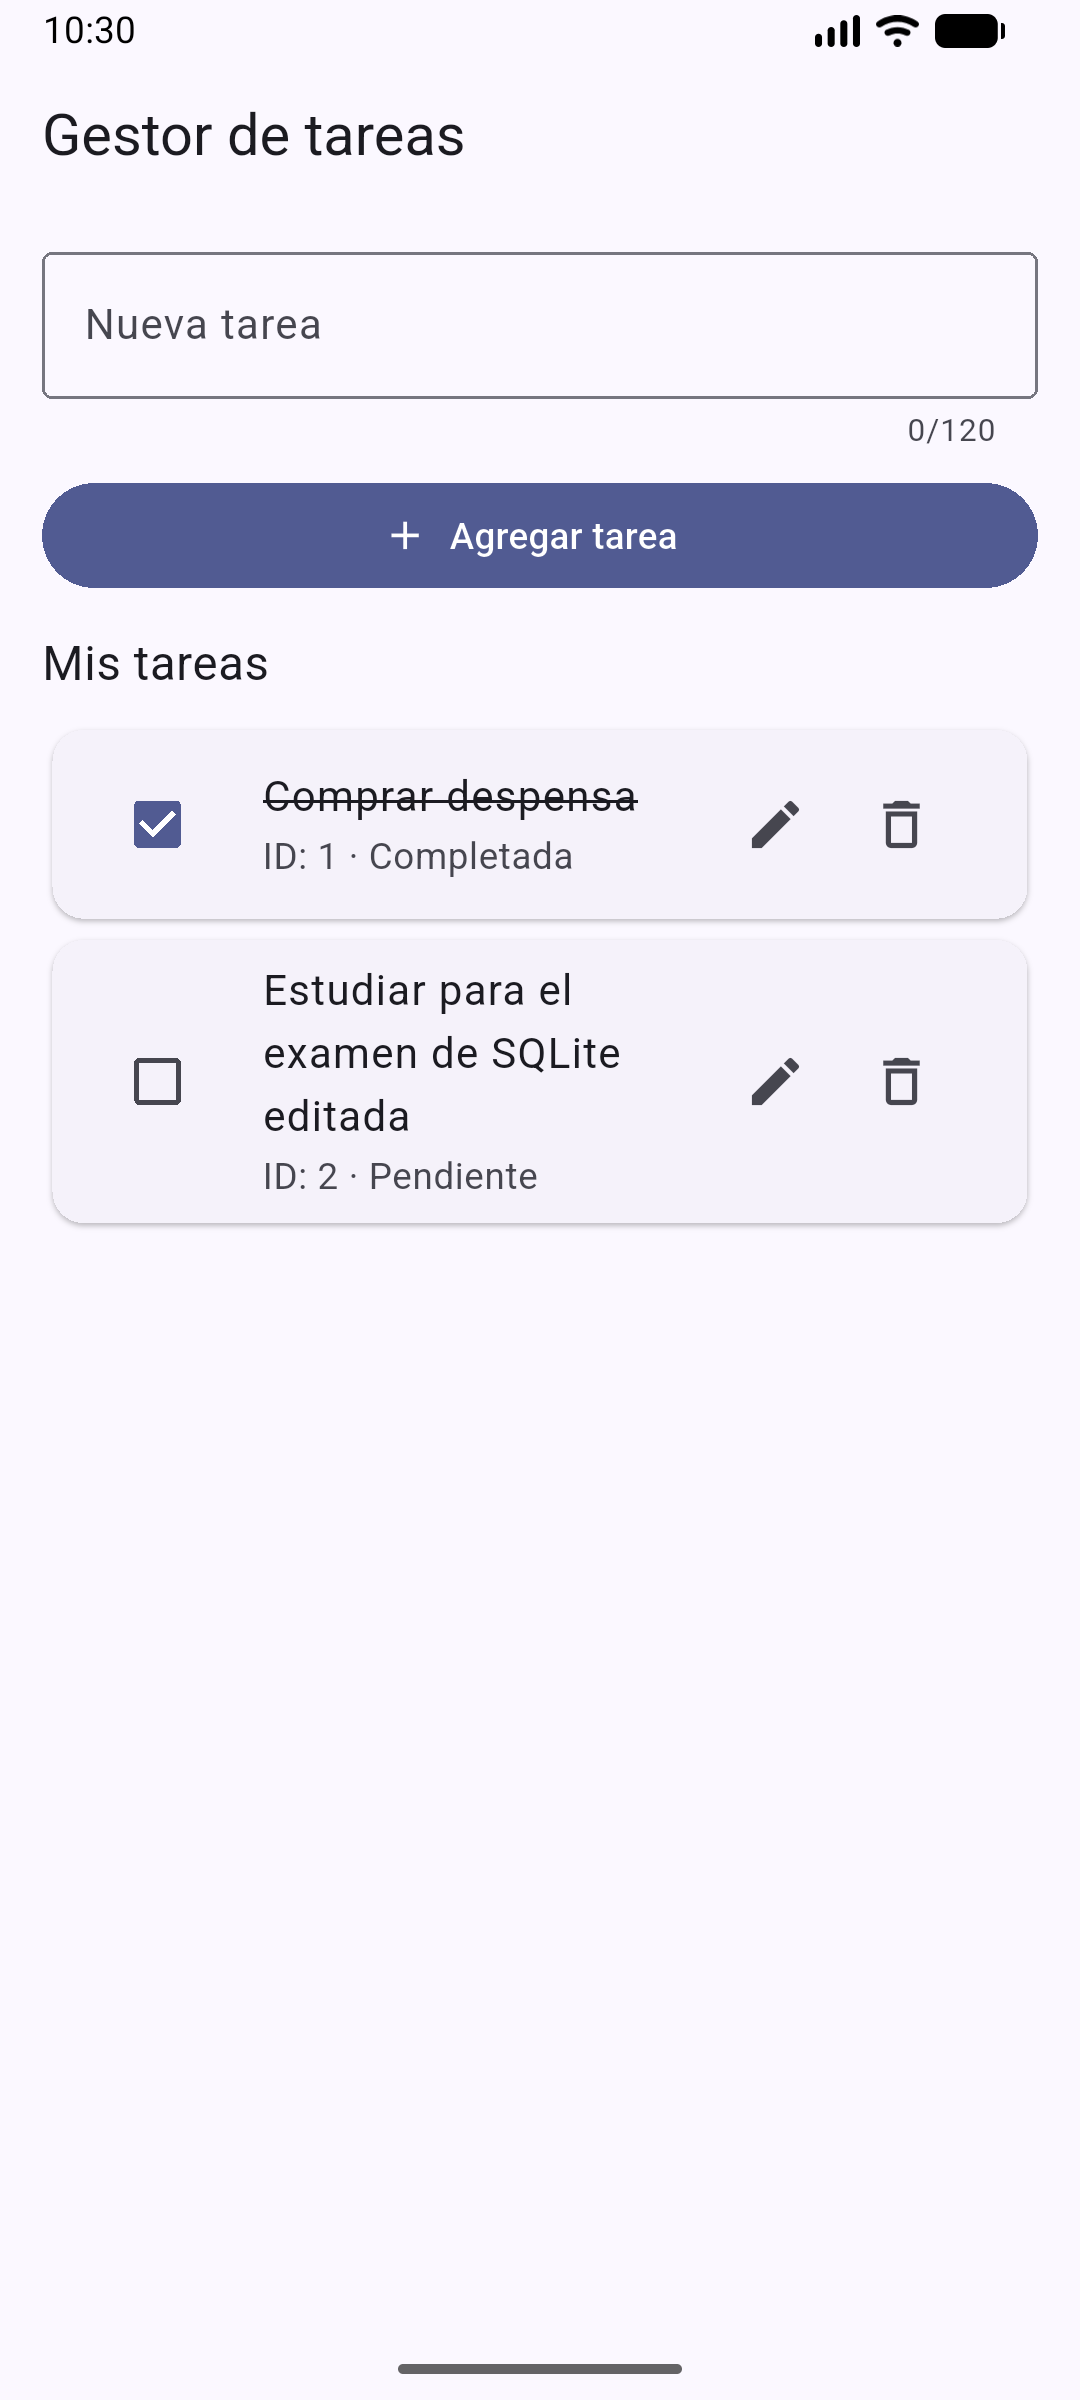 10:30
Gestor de tareas
Nueva tarea
0/120
Agregar tarea
Mis tareas
Comprar despensa
ID: 1 · Completada
Estudiar para el
examen de SQLite
editada
ID: 2 · Pendiente